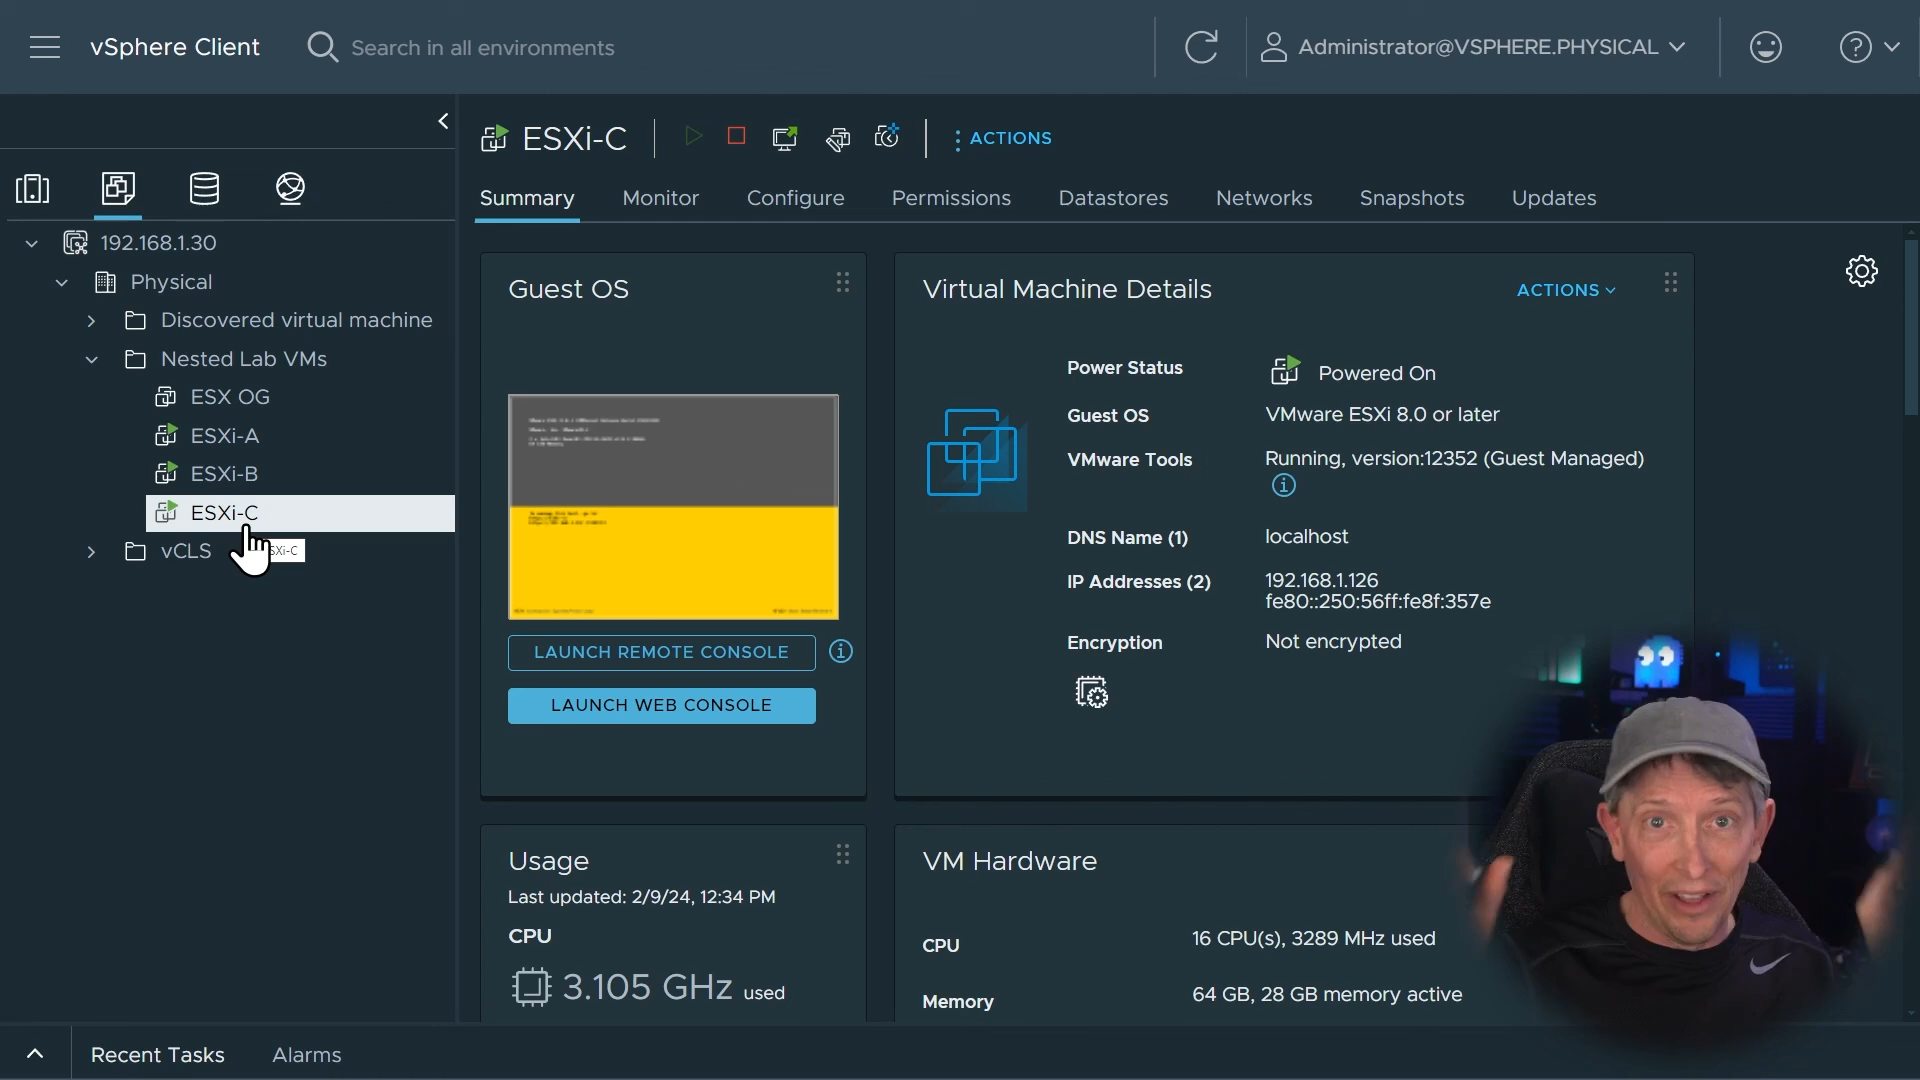 vSphere Client
Search in all environments
Administrator@VSPHERE.PHYSICAL
ESXi-C
ACTIONS
Summary
Monitor
Configure
Permissions
Datastores
Networks
Snapshots
Updates
192.168.1.30
Physical
Discovered virtual machine
Nested Lab VMs
ESX OG
ESXi-A
ESXi-B
ESXi-C
vCLS
Guest OS
LAUNCH REMOTE CONSOLE
LAUNCH WEB CONSOLE
Virtual Machine Details
ACTIONS
Power Status
Powered On
Guest OS
VMware ESXi 8.0 or later
VMware Tools
Running, version:12352 (Guest Managed)
DNS Name (1)
localhost
IP Addresses (2)
192.168.1.126
fe80::250:56ff:fe8f:357e
Encryption
Not encrypted
Usage
Last updated: 2/9/24, 12:34 PM
CPU
3.105 GHz used
VM Hardware
CPU
16 CPU(s), 3289 MHz used
Memory
64 GB, 28 GB memory active
Recent Tasks
Alarms